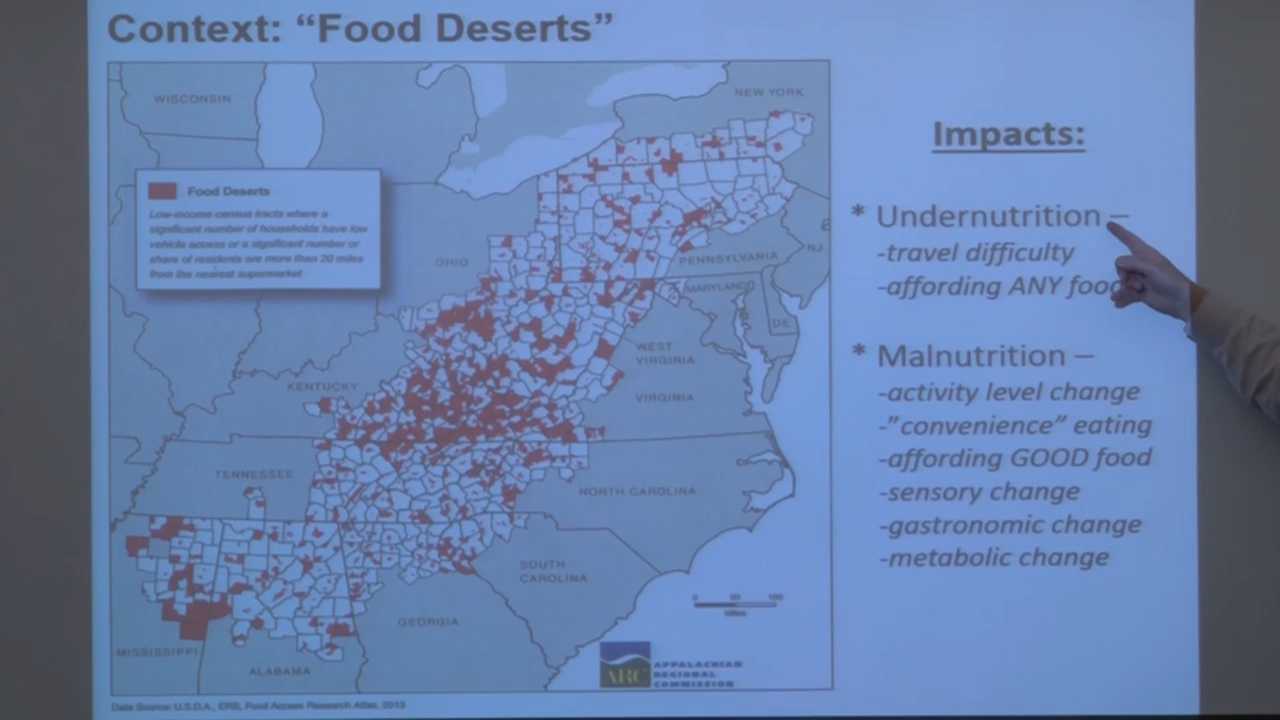 Context: “Food Deserts”
WISCONSIN
NEW YORK
Food Deserts
Low-income census tracts where a
significant number of households have low
vehicle access or a significant number or
share of residents are more than 20 miles
from the nearest supermarket
OHIO
PENNSYLVANIA
NJ
MARYLAND
DE
WEST
VIRGINIA
KENTUCKY
VIRGINIA
TENNESSEE
NORTH CAROLINA
SOUTH
CAROLINA
GEORGIA
MISSISSIPPI
ALABAMA
0 50 100
Miles
ARC
APPALACHIAN
REGIONAL
COMMISSION
Data Source: U.S.D.A., ERS, Food Access Research Atlas, 2013
Impacts:
* Undernutrition –
-travel difficulty
-affording ANY food
* Malnutrition –
-activity level change
-”convenience” eating
-affording GOOD food
-sensory change
-gastronomic change
-metabolic change